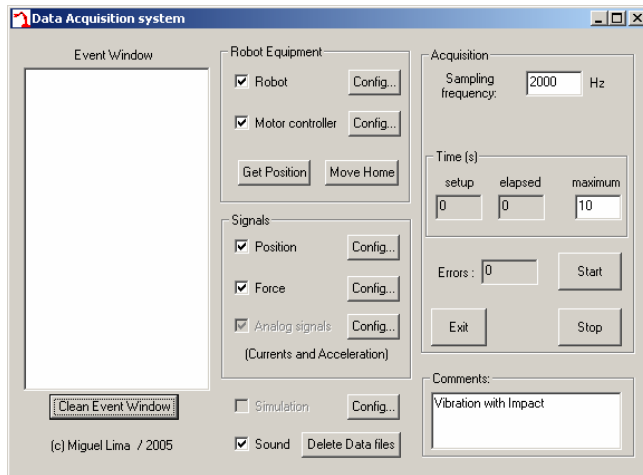 Data Acquisition system
Event Window
Clean Event Window
(c) Miguel Lima / 2005
Robot Equipment
Robot
Config...
Motor controller
Config...
Get Position
Move Home
Signals
Position
Config...
Force
Config...
Analog signals
Config...
(Currents and Acceleration)
Simulation
Config...
Sound
Delete Data files
Acquisition
Sampling
frequency:
2000
Hz
Time (s)
setup
elapsed
maximum
0
0
10
Errors :
0
Start
Exit
Stop
Comments:
Vibration with Impact